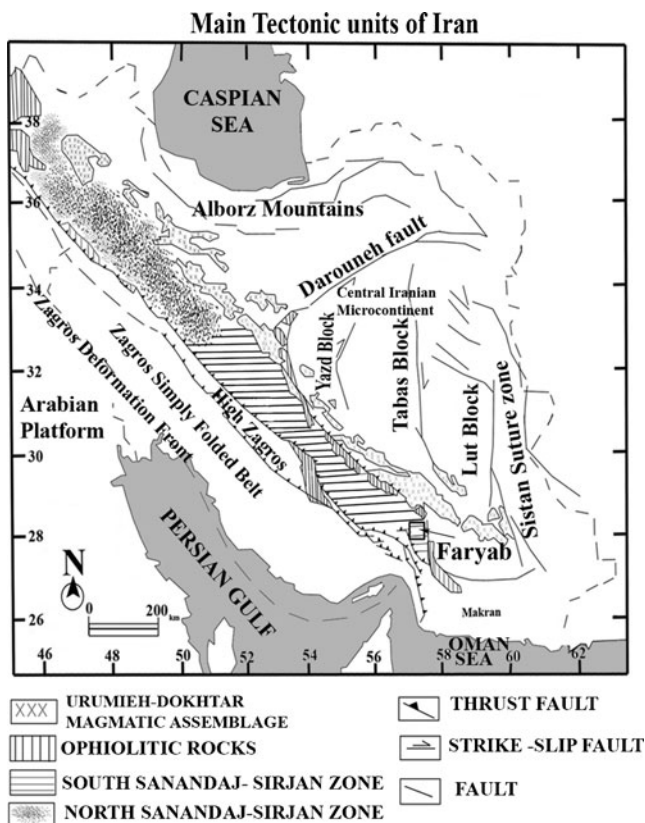 Main Tectonic units of Iran
CASPIAN
SEA
38
Alborz Mountains
36
Darouneh fault
34
Central Iranian
Microcontinent
Yazd Block
Tabas Block
Lut Block
Sistan Suture zone
Zagros Deformation Front
Zagros Simply Folded Belt
High Zagros
32
Arabian
Platform
30
28
Faryab
PERSIAN GULF
N
0 200
km
26
Makran
OMAN
SEA
46 48 50 52 54 56 57 58 60 62
XXX URUMIEH-DOKHTAR
MAGMATIC ASSEMBLAGE
OPHIOLITIC ROCKS
SOUTH SANANDAJ- SIRJAN ZONE
NORTH SANANDAJ-SIRJAN ZONE
THRUST FAULT
STRIKE -SLIP FAULT
FAULT